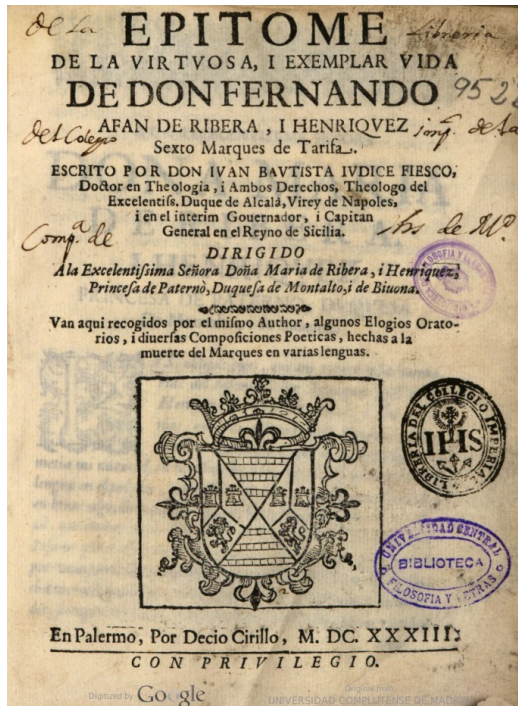 de La Libreria
EPITOME
DE LA VIRTVOSA, I EXEMPLAR VIDA
DE DON FERNANDO
952
AFAN DE RIBERA, I HENRIQVEZ
del Colegio
Sexto Marques de Tarifa.
ESCRITO POR DON IVAN BAVTISTA IVDICE FIESCO,
Doctor en Theologia, i Ambos Derechos, Theologo del
Excelentiss. Duque de Alcalá, Virey de Napoles,
i en el interim Gouernador, i Capitan
Compª. de
General en el Reyno de Sicilia.
DIRIGIDO
A la Excelentissima Señora Doña Maria de Ribera, i Henriquez,
Princesa de Paternò, Duquesa de Montalto, i de Biuona.
Van aqui recogidos por el mismo Author, algunos Elogios Orato-
rios, i diuersas Composiciones Poeticas, hechas a la
muerte del Marques en varias lenguas.
LIBRERIA DEL COLLEGIO IMPERIAL
IHS
UNIVERSIDAD CENTRAL
BIBLIOTECA
FILOSOFIA Y LETRAS
En Palermo, Por Decio Cirillo, M. DC. XXXIII.
CON PRIVILEGIO.
Digitized by Google
Original from
UNIVERSIDAD COMPLUTENSE DE MADRID